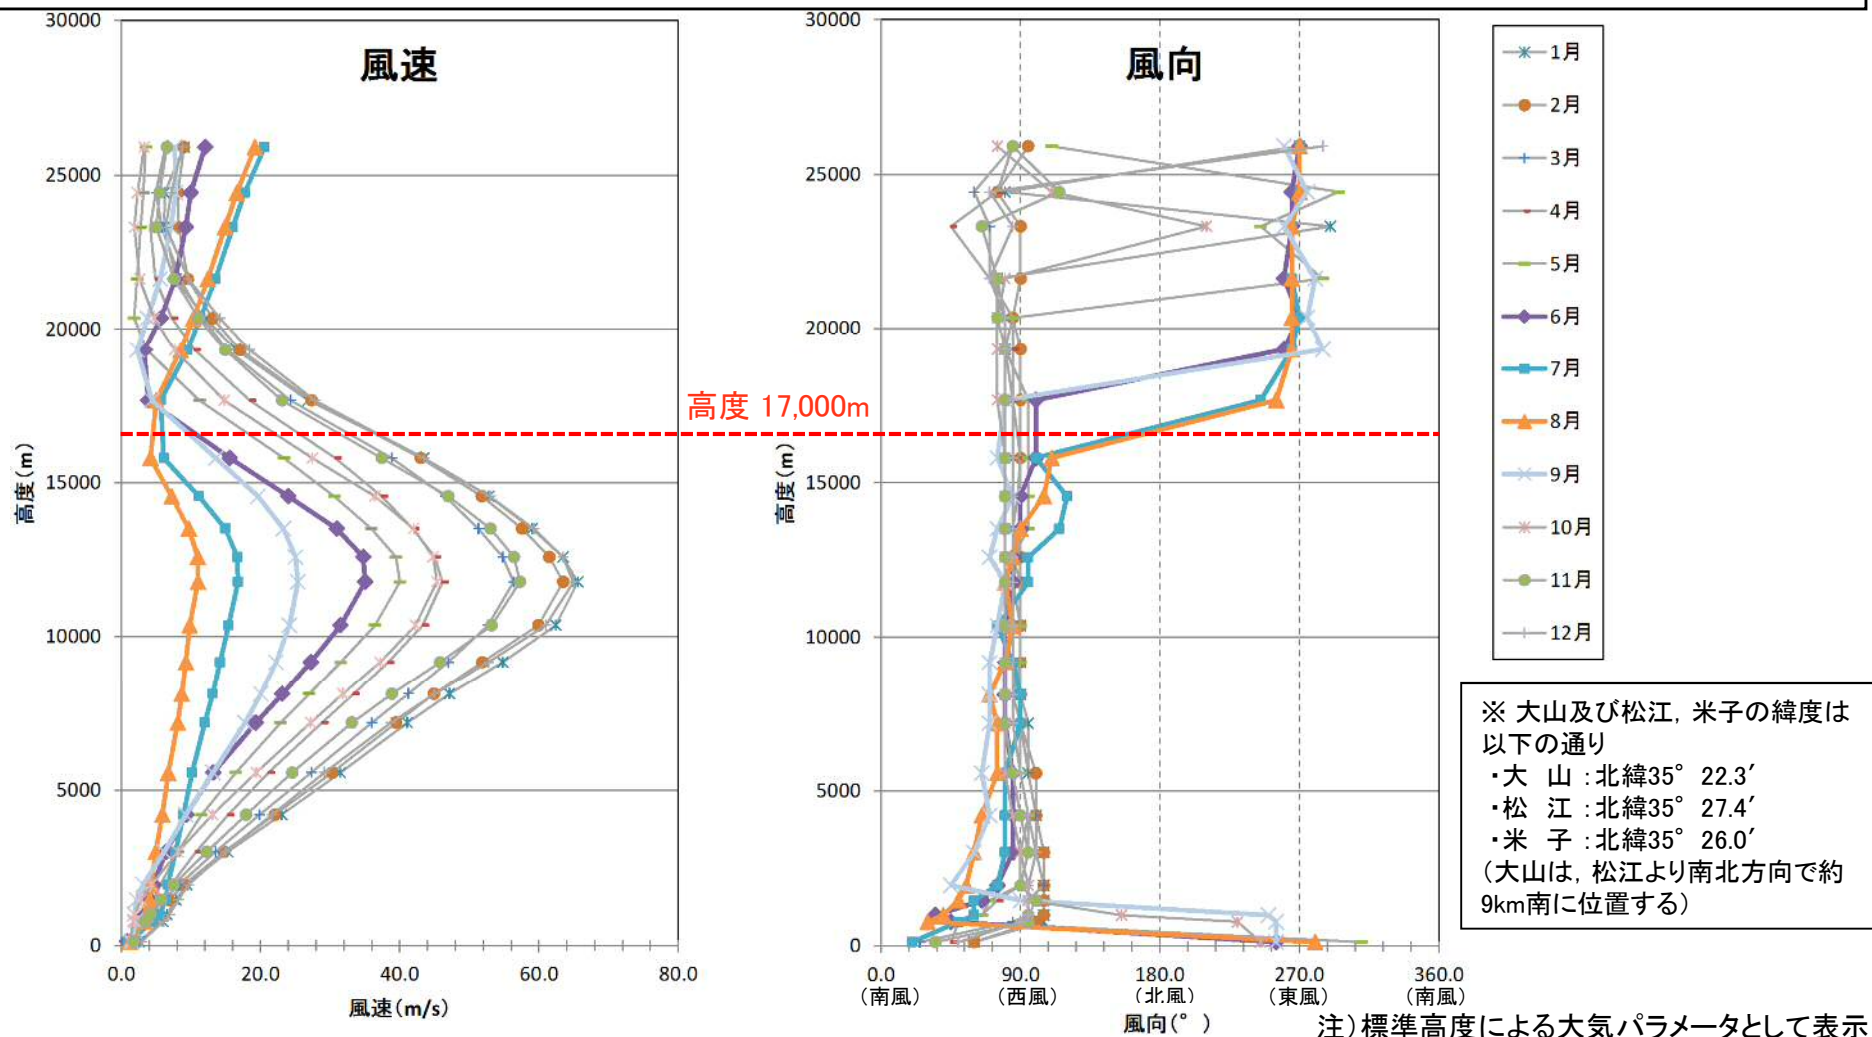 風速
30000
25000
20000
15000
10000
5000
0
高度(m)
0.0
20.0
40.0
60.0
80.0
風速(m/s)
高度 17,000m
風向
30000
25000
20000
15000
10000
5000
0
高度(m)
0.0
90.0
180.0
270.0
360.0
(南風)
(西風)
(北風)
(東風)
(南風)
風向(°)
1月
2月
3月
4月
5月
6月
7月
8月
9月
10月
11月
12月
※ 大山及び松江, 米子の緯度は
以下の通り
・大 山 :北緯35° 22.3′
・松 江 :北緯35° 27.4′
・米 子 :北緯35° 26.0′
(大山は, 松江より南北方向で約
9km南に位置する)
注)標準高度による大気パラメータとして表示